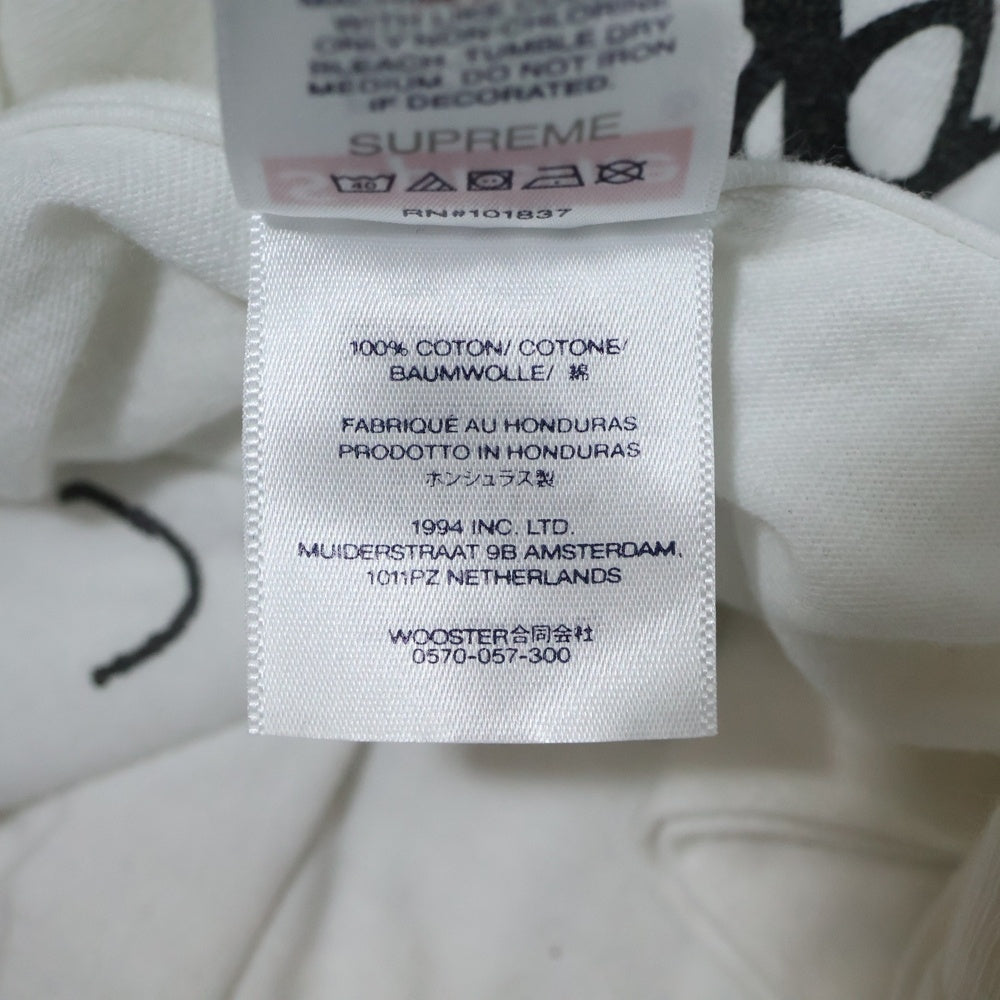 WITH LIKE COLORS
ONLY NON-CHLORINE
BLEACH. TUMBLE DRY
MEDIUM. DO NOT IRON
IF DECORATED.
SUPREME
40
RN#101837
100% COTON/ COTONE/
BAUMWOLLE/ 綿
FABRIQUÉ AU HONDURAS
PRODOTTO IN HONDURAS
ホンジュラス製
1994 INC. LTD.
MUIDERSTRAAT 9B AMSTERDAM,
1011PZ NETHERLANDS
WOOSTER合同会社
0570-057-300